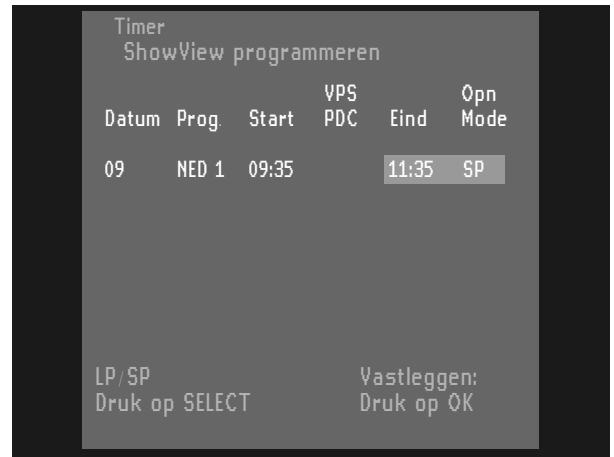 Timer
ShowView programmeren
VPS Opn
Datum Prog. Start PDC Eind Mode
09 NED 1 09:35 11:35 SP
LP/SP Vastleggen:
Druk op SELECT Druk op OK